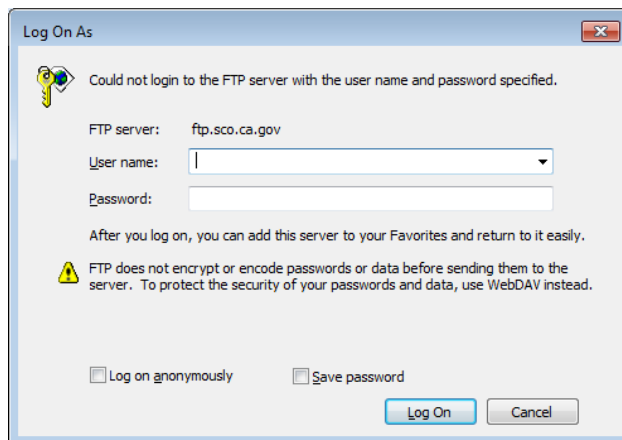 Log On As
Could not login to the FTP server with the user name and password specified.
FTP server: ftp.sco.ca.gov
User name:
Password:
After you log on, you can add this server to your Favorites and return to it easily.
FTP does not encrypt or encode passwords or data before sending them to the
server. To protect the security of your passwords and data, use WebDAV instead.
Log on anonymously Save password
Log On Cancel